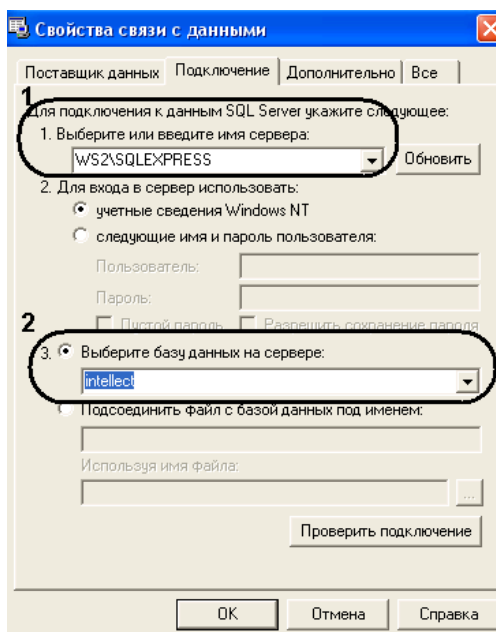 Свойства связи с данными
Поставщик данных Подключение Дополнительно Все
1
Для подключения к данным SQL Server укажите следующее:
1. Выберите или введите имя сервера:
WS2\SQLEXPRESS Обновить
2. Для входа в сервер использовать:
учетные сведения Windows NT
следующие имя и пароль пользователя:
Пользователь:
Пароль:
2
Пустой пароль Разрешить сохранение пароля
3. Выберите базу данных на сервере:
intellect
Подсоединить файл с базой данных под именем:
Используя имя файла:
...
Проверить подключение
OK Отмена Справка